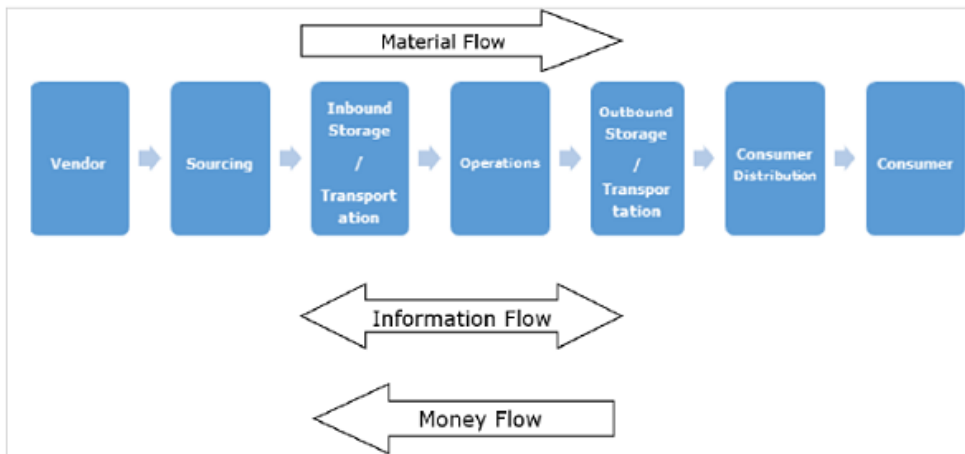 Material Flow
Vendor
Sourcing
Inbound
Storage
/
Transport
ation
Operations
Outbound
Storage
/
Transpor
tation
Consumer
Distribution
Consumer
Information Flow
Money Flow